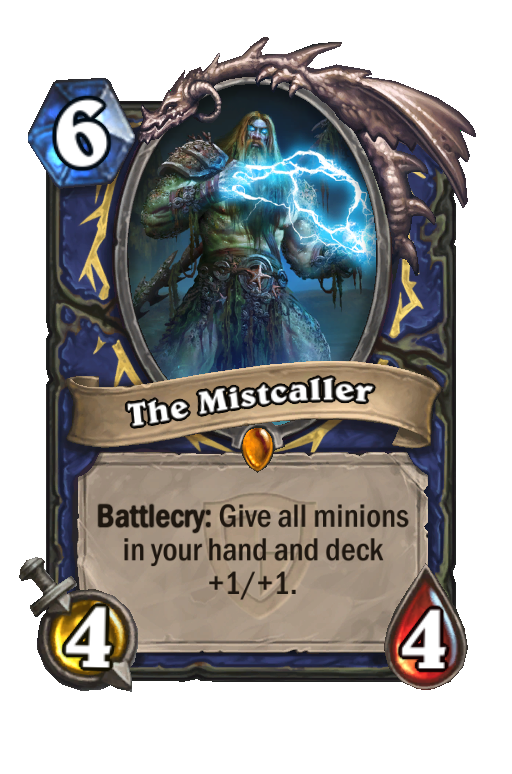 6
The Mistcaller
Battlecry: Give all minions
in your hand and deck
+1/+1.
4
4